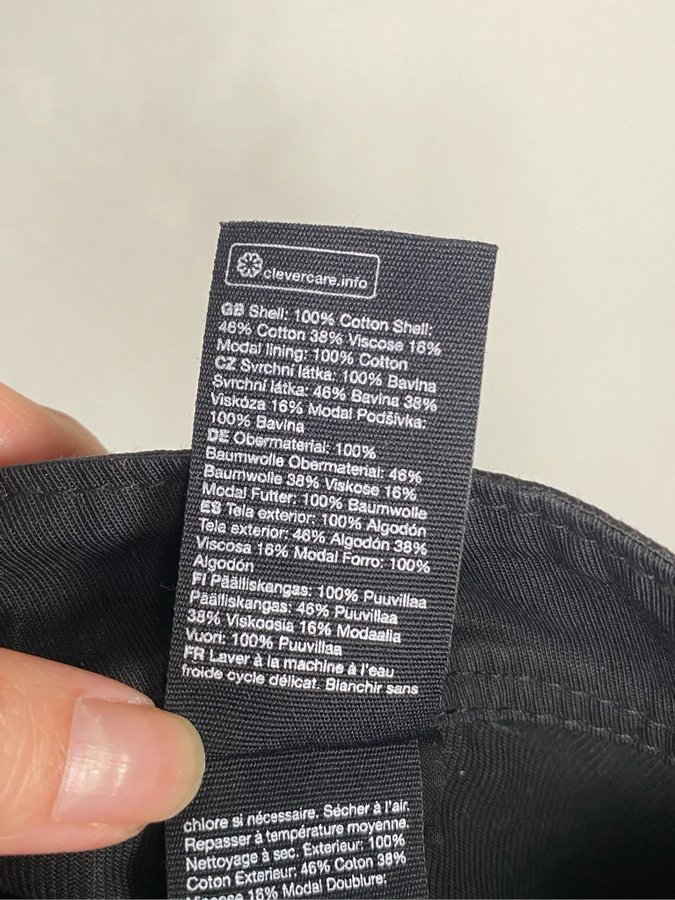 clevercare.info
GB Shell: 100% Cotton Shell:
46% Cotton 38% Viscose 16%
Modal lining: 100% Cotton
CZ Svrchní látka: 100% Bavlna
Svrchní látka: 46% Bavlna 38%
Viskóza 16% Modal Podšívka:
100% Bavlna
DE Obermaterial: 100%
Baumwolle Obermaterial: 46%
Baumwolle 38% Viskose 16%
Modal Futter: 100% Baumwolle
ES Tela exterior: 100% Algodón
Tela exterior: 46% Algodón 38%
Viscosa 16% Modal Forro: 100%
Algodón
FI Päälliskangas: 100% Puuvillaa
Päälliskangas: 46% Puuvillaa
38% Viskoosia 16% Modaalia
Vuori: 100% Puuvillaa
FR Laver à la machine à l'eau
froide cycle délicat. Blanchir sans
chlore si nécessaire. Sécher à l'air.
Repasser à température moyenne.
Nettoyage à sec. Exterieur: 100%
Coton Exterieur: 46% Coton 38%
Viscose 16% Modal Doublure: